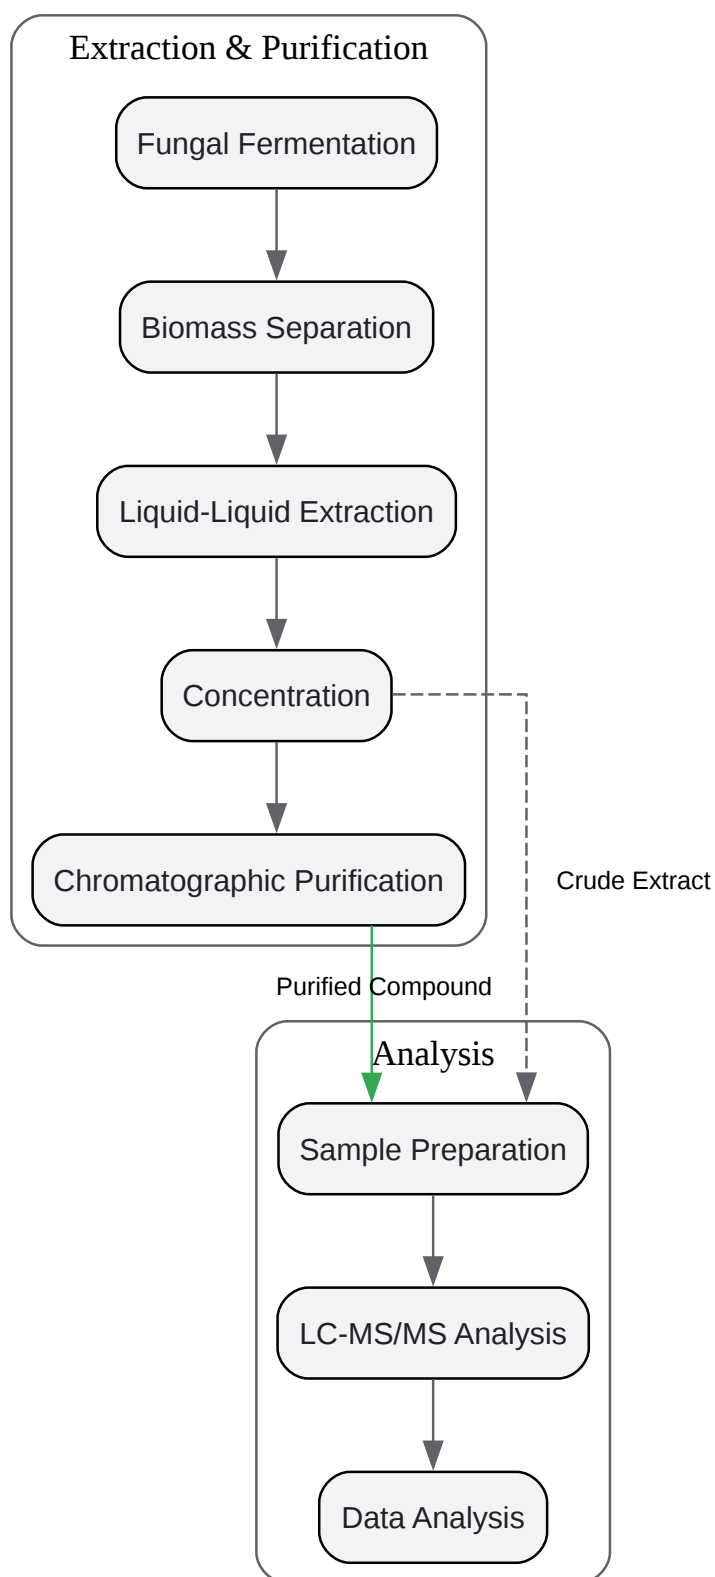 Extraction & Purification
Fungal Fermentation
Biomass Separation
Liquid-Liquid Extraction
Concentration
Chromatographic Purification
Crude Extract
Purified Compound
Analysis
Sample Preparation
LC-MS/MS Analysis
Data Analysis